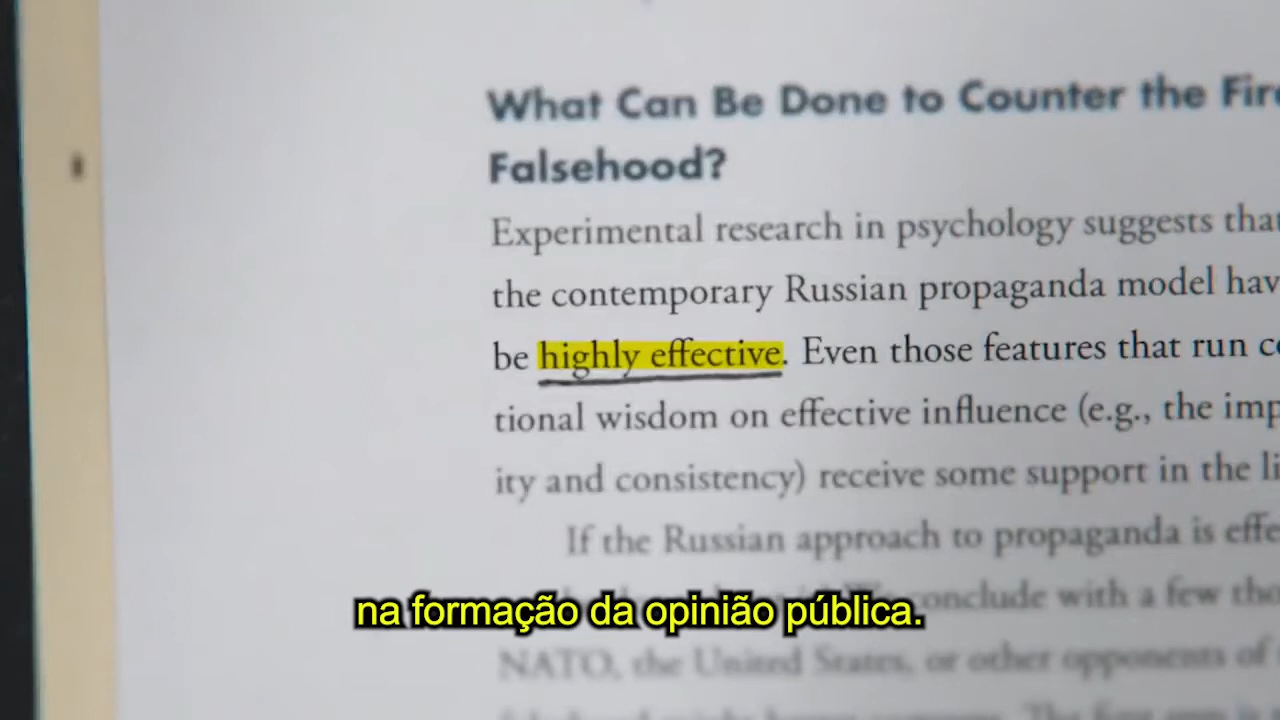 What Can Be Done to Counter the Fire
Falsehood?
Experimental research in psychology suggests that
the contemporary Russian propaganda model hav
be highly effective. Even those features that run co
tional wisdom on effective influence (e.g., the imp
ity and consistency) receive some support in the li
If the Russian approach to propaganda is effe
conclude with a few tho
na formação da opinião pública.
NATO, the United States, or other opponents of